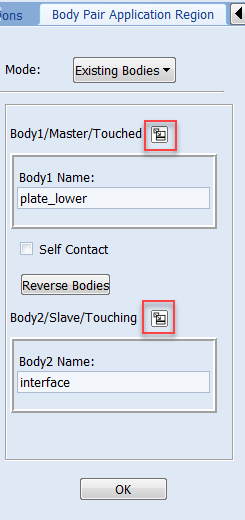 ons
Body Pair Application Region
Mode:
Existing Bodies
Body1/Master/Touched
Body1 Name:
plate_lower
Self Contact
Reverse Bodies
Body2/Slave/Touching
Body2 Name:
interface
OK